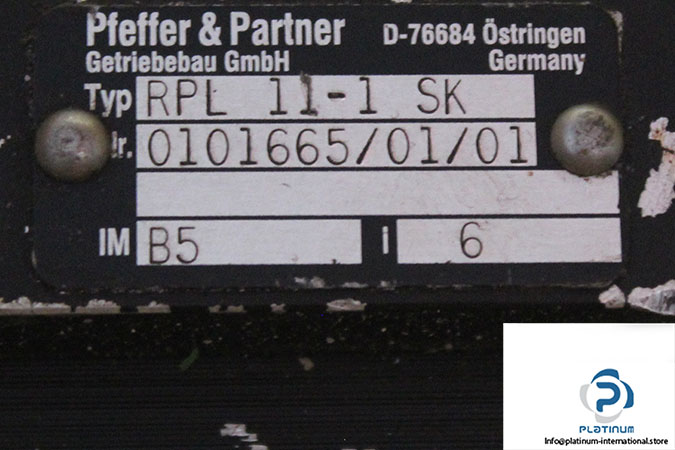 Pfeffer & Partner D-76684 Östringen
Getriebebau GmbH Germany
Typ RPL 11-1 SK
Nr. 0101665/01/01
IM B5 i 6
PLATINUM
Info@platinum-international.store